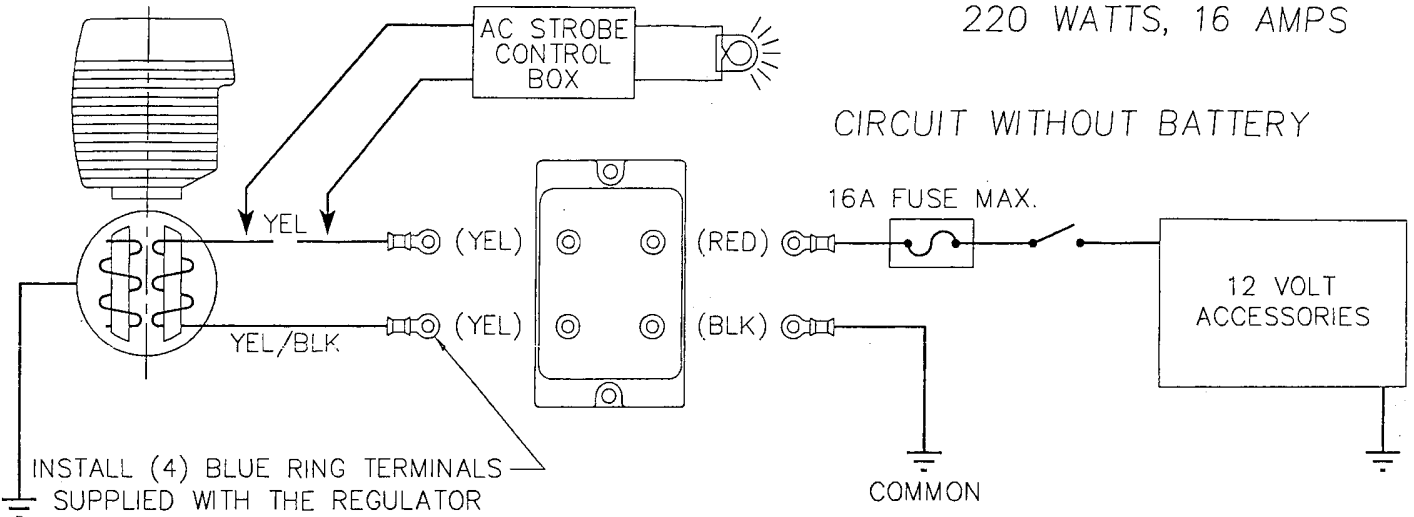 220 WATTS, 16 AMPS
AC STROBE
CONTROL
BOX
CIRCUIT WITHOUT BATTERY
16A FUSE MAX.
YEL
(YEL)
(RED)
12 VOLT
ACCESSORIES
YEL/BLK
(YEL)
(BLK)
INSTALL (4) BLUE RING TERMINALS
SUPPLIED WITH THE REGULATOR
COMMON